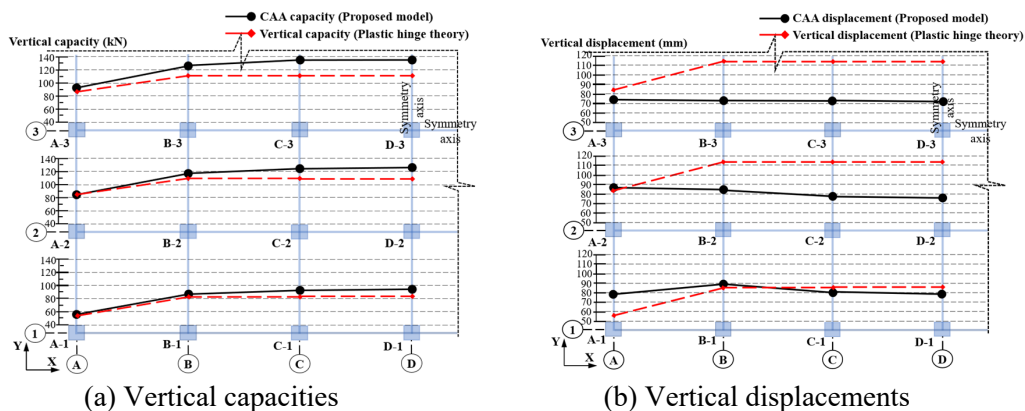 CAA capacity (Proposed model)
Vertical capacity (Plastic hinge theory)
Vertical capacity (kN)
140
120
100
80
60
40
Symmetry axis
Symmetry axis
3
A-3 B-3 C-3 D-3
140
120
100
80
60
40
2
A-2 B-2 C-2 D-2
140
120
100
80
60
40
1
A-1 B-1 C-1 D-1
Y
X
A B C D
(a) Vertical capacities
CAA displacement (Proposed model)
Vertical displacement (Plastic hinge theory)
Vertical displacement (mm)
120
110
100
90
80
70
60
50
Symmetry axis
Symmetry axis
3
A-3 B-3 C-3 D-3
120
110
100
90
80
70
60
50
2
A-2 B-2 C-2 D-2
120
110
100
90
80
70
60
50
1
A-1 B-1 C-1 D-1
Y
X
A B C D
(b) Vertical displacements